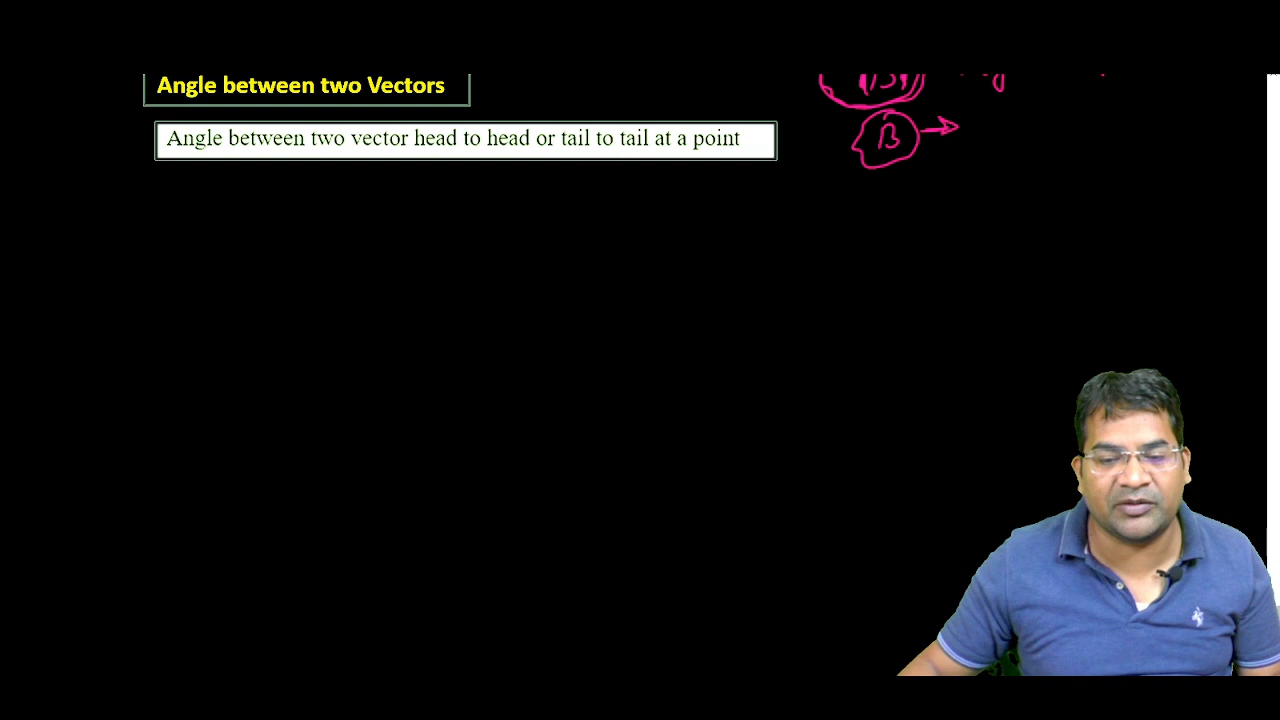 Angle between two Vectors
Angle between two vector head to head or tail to tail at a point
B